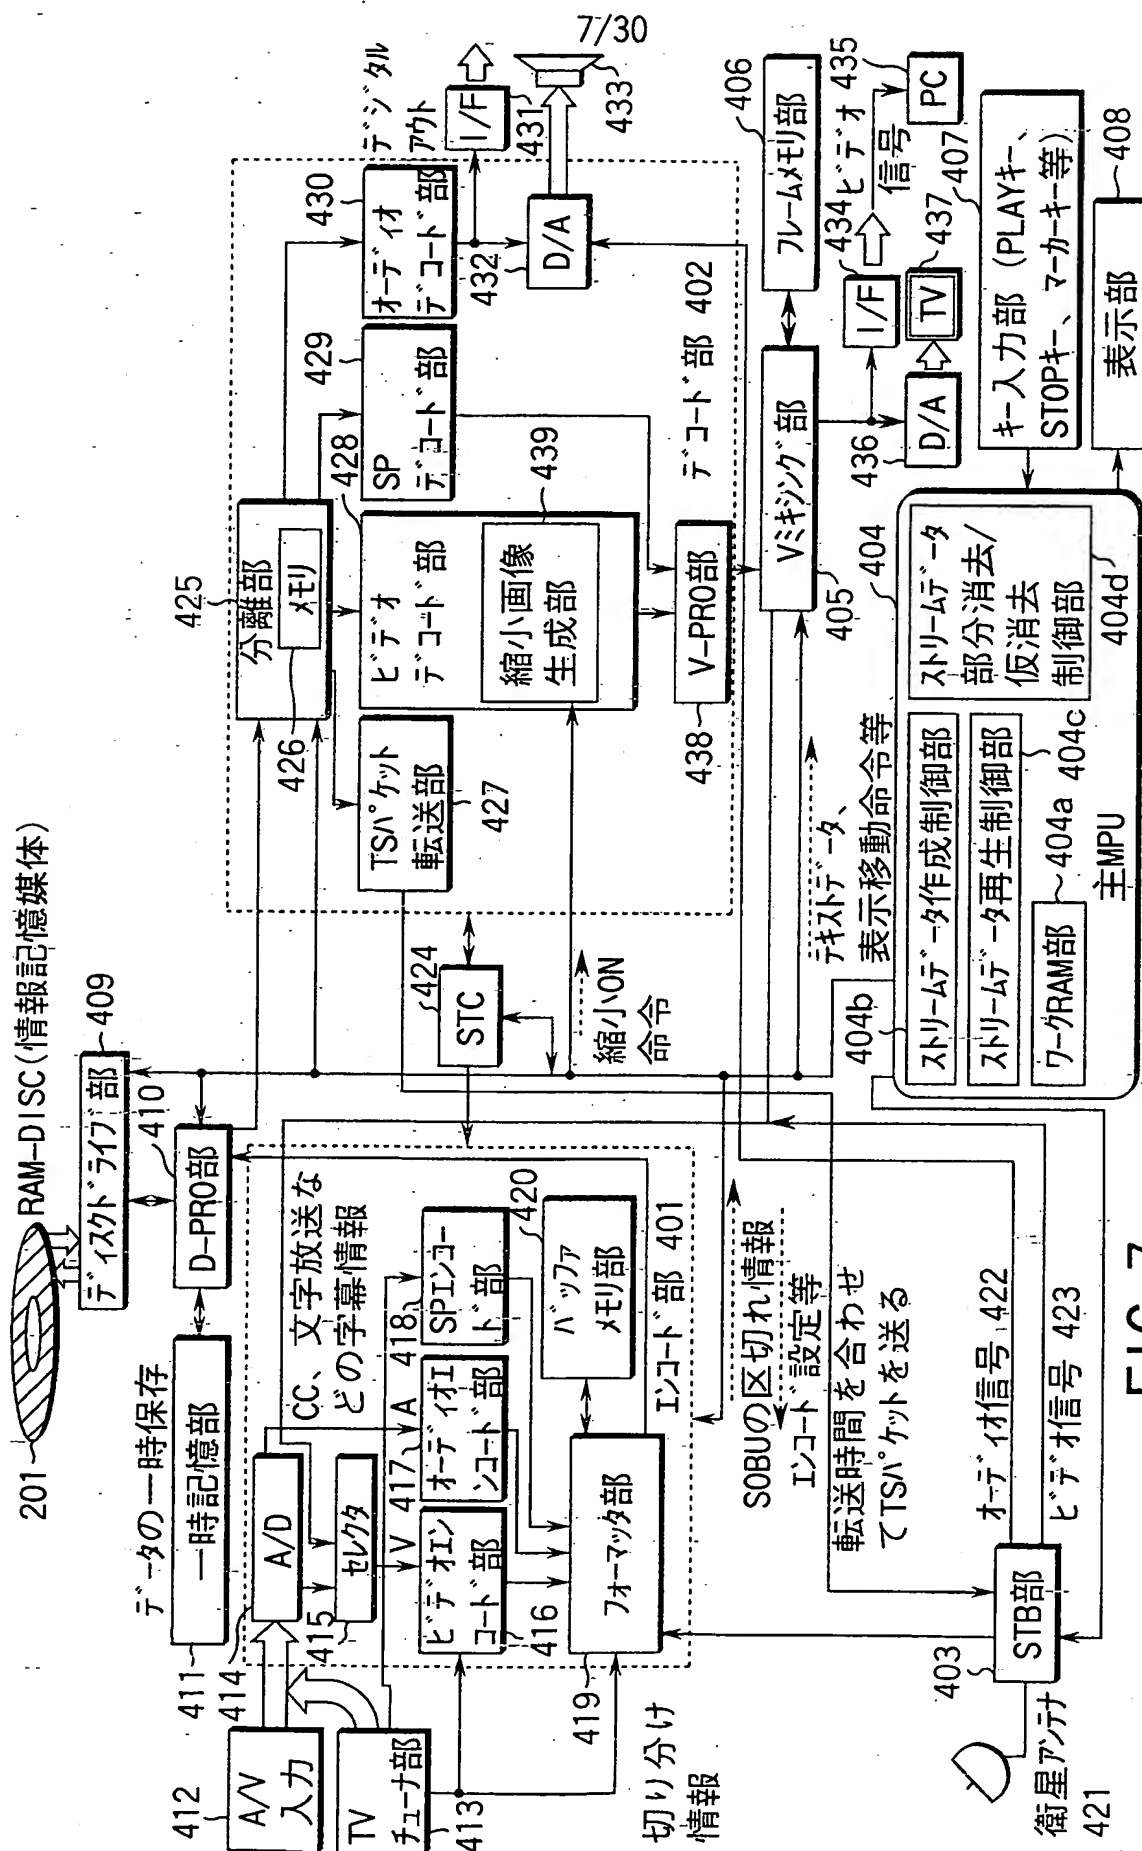 7/30
RAM-DISC(情報記憶媒体)
201
データの一時保存
一時記憶部
411
ディスクドライブ部
409
D-PRO部
410
A/V
入力
412
TV
チューナ部
413
A/D
414
セレクタ
415
CC、文字放送な
どの字幕情報
V
A
ビデオエン
コード部
416
オーディオエ
ンコード部
417
SPエンコー
ド部
418
フォーマッタ部
419
バッファ
メモリ部
420
エンコード部 401
切り分け
情報
STC
424
縮小ON
命令
SOBUの区切れ情報
エンコード設定等
転送時間を合わせ
てTSパケットを送る
オーディオ信号 422
ビデオ信号 423
STB部
403
衛星アンテナ
421
分離部
425
メモリ
426
TSパケット
転送部
427
ビデオ
デコード部
428
縮小画像
生成部
439
SP
デコード部
429
オーディオ
デコード部
430
V-PRO部
438
デコード部 402
デジタル
アウト
I/F
431
D/A
432
433
Vミキシング部
405
フレームメモリ部
406
I/F
434
ビデオ
信号
PC
435
D/A
436
TV
437
テキストデータ、
表示移動命令等
キー入力部 (PLAYキー、
STOPキー、マーカーキー等)
407
表示部
408
404
ストリームデータ作成制御部
404b
ストリームデータ再生制御部
404c
ワークRAM部
404a
ストリームデータ
部分消去/
仮消去
制御部
404d
主MPU
FIG. 7